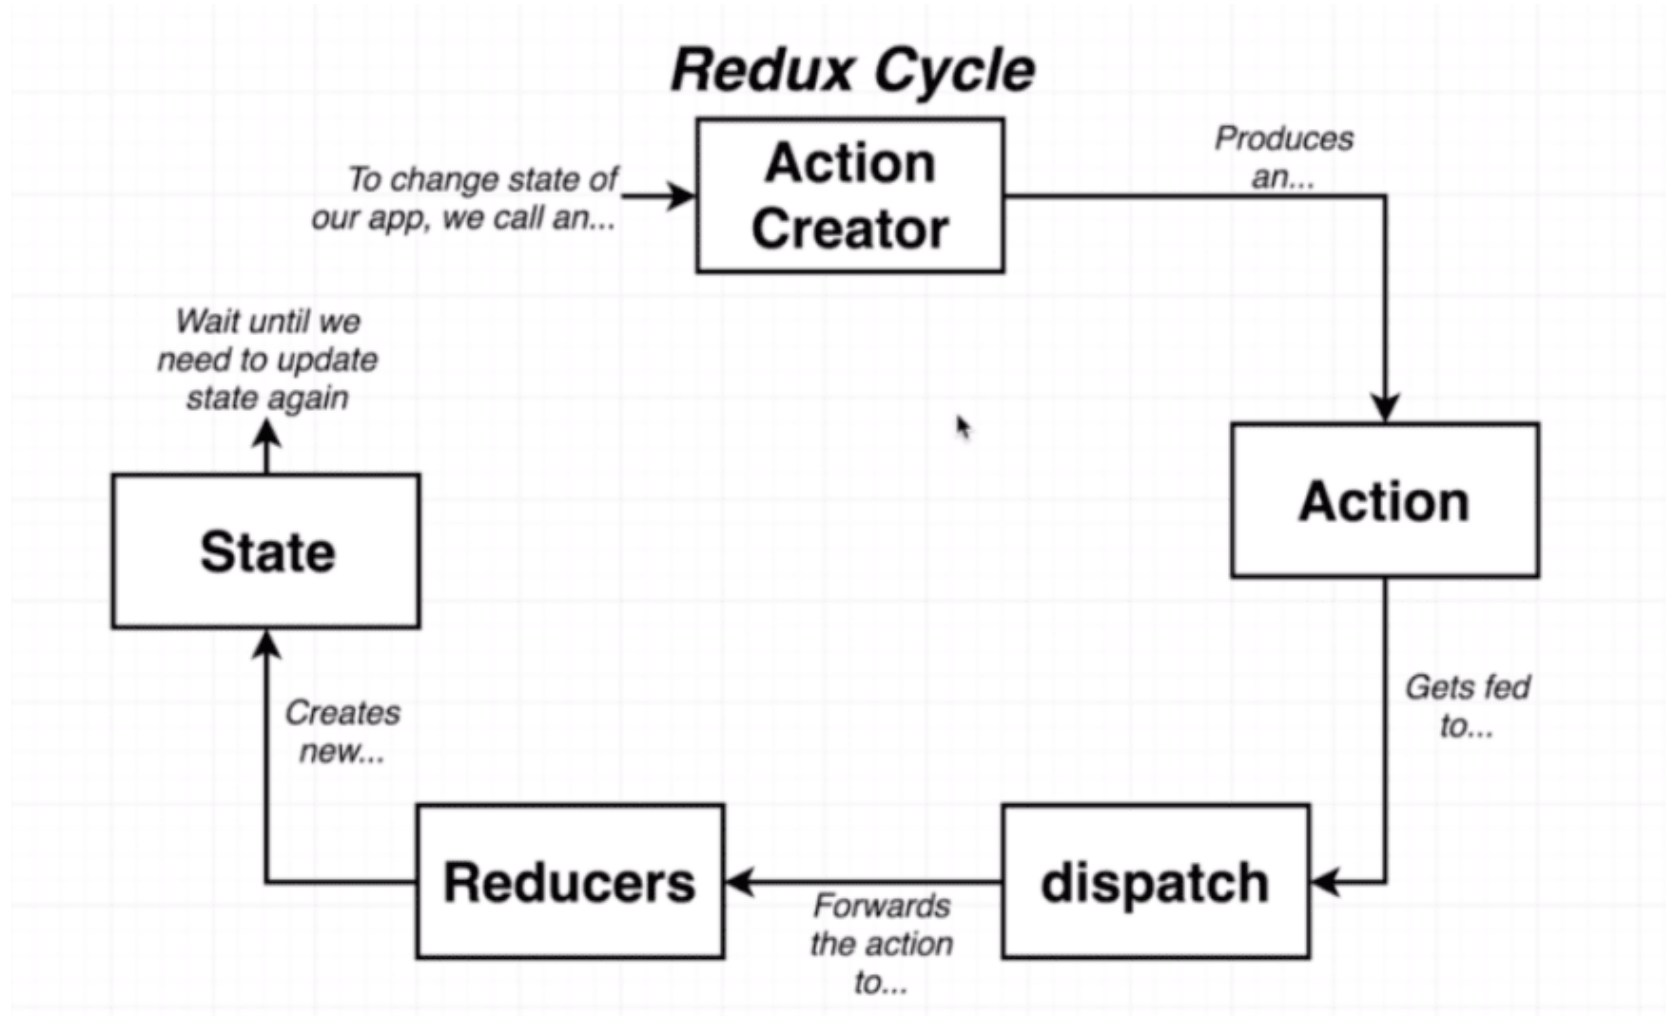 Redux Cycle
To change state of
our app, we call an...
Action
Creator
Produces
an...
Wait until we
need to update
state again
State
Action
Creates
new...
Gets fed
to...
Reducers
Forwards
the action
to...
dispatch